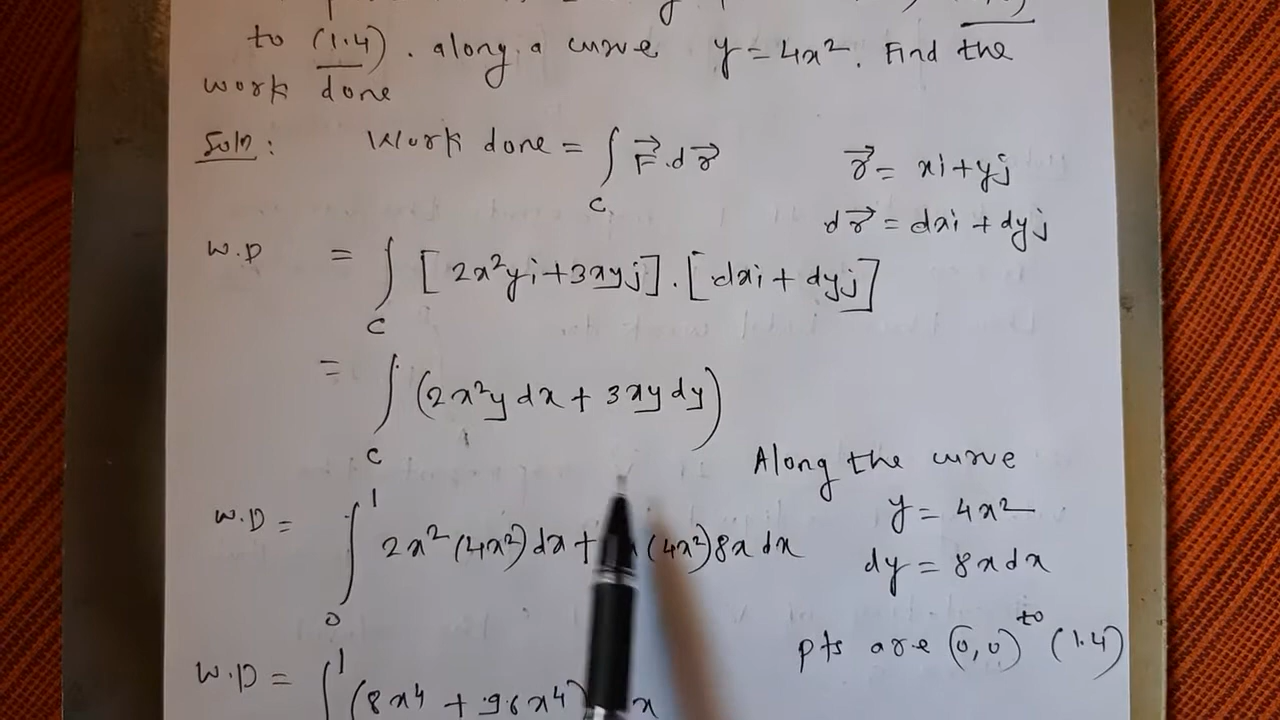 to (1.4) . along a curve y = 4x². Find the
work done
Soln: Work done = ∫ F⃗.dr⃗ r⃗ = xi+yj
C
dr⃗ = dxi + dyj
W.D = ∫ [2x²yi+3xyj].[dxi + dyj]
C
= ∫ (2x²y dx + 3xy dy)
C
Along the curve
y = 4x²
W.D = ∫ 2x²(4x²)dx + (4x²)8x dx
1
0
dy = 8x dx
pts are (0,0) to (1.4)
W.D = ∫ (8x⁴ + 96x⁴) x
1